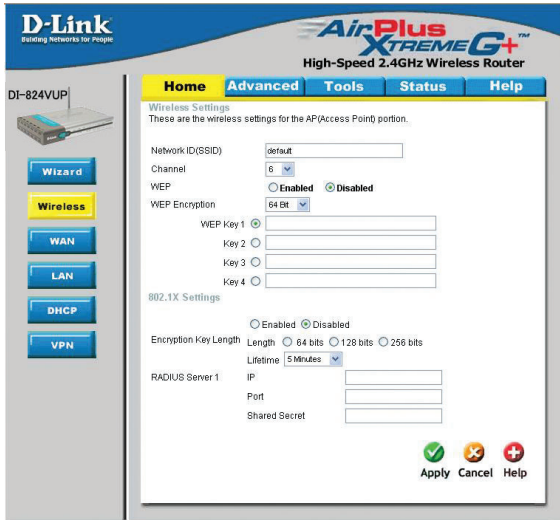 D-Link
Building Networks for People
AirPlus
XTREME G+™
High-Speed 2.4GHz Wireless Router
DI-824VUP
Home Advanced Tools Status Help
Wizard
Wireless
WAN
LAN
DHCP
VPN
Wireless Settings
These are the wireless settings for the AP(Access Point) portion.
Network ID(SSID) default
Channel 6
WEP Enabled Disabled
WEP Encryption 64 Bit
WEP Key 1
Key 2
Key 3
Key 4
802.1X Settings
Enabled Disabled
Encryption Key Length Length 64 bits 128 bits 256 bits
Lifetime 5 Minutes
RADIUS Server 1 IP
Port
Shared Secret
Apply Cancel Help